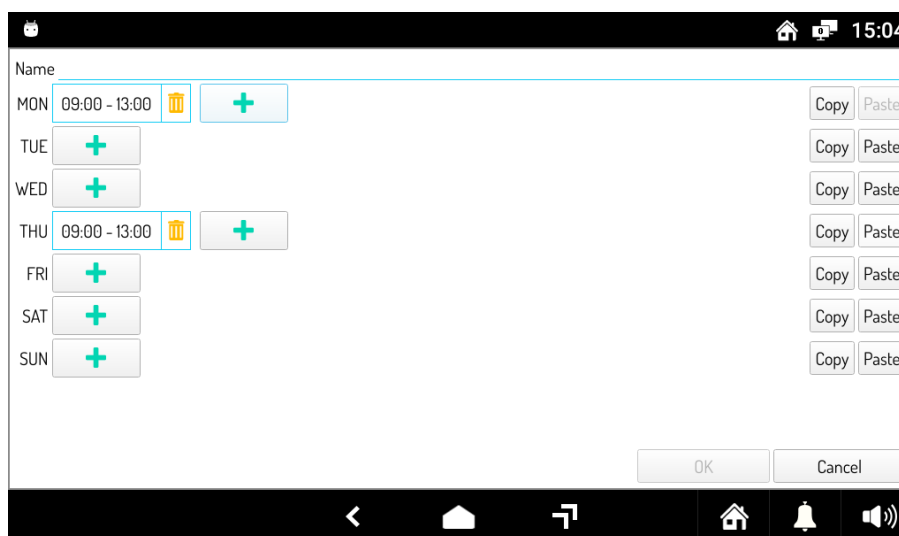 15:04
Name
MON 09:00 - 13:00 Copy Paste
TUE Copy Paste
WED Copy Paste
THU 09:00 - 13:00 Copy Paste
FRI Copy Paste
SAT Copy Paste
SUN Copy Paste
OK Cancel